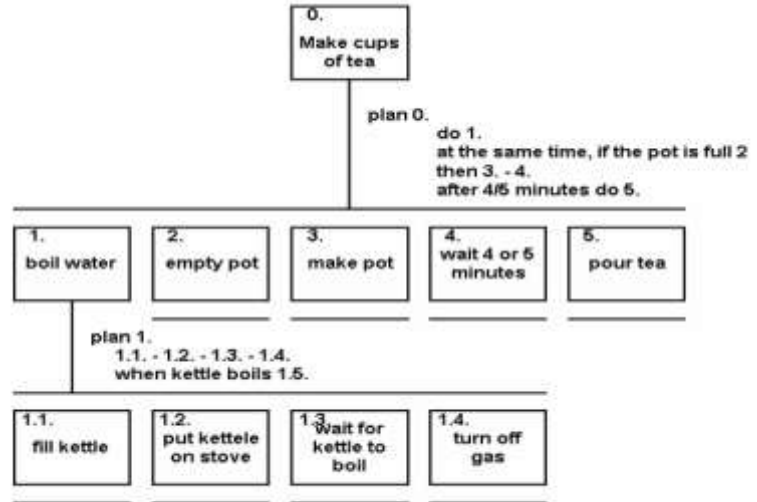 0.
Make cups
of tea
plan 0.
do 1.
at the same time, if the pot is full 2
then 3. - 4.
after 4/5 minutes do 5.
1.
boil water
2.
empty pot
3.
make pot
4.
wait 4 or 5
minutes
5.
pour tea
plan 1.
1.1. - 1.2. - 1.3. - 1.4.
when kettle boils 1.5.
1.1.
fill kettle
1.2.
put kettele
on stove
1.3.
wait for
kettle to
boil
1.4.
turn off
gas